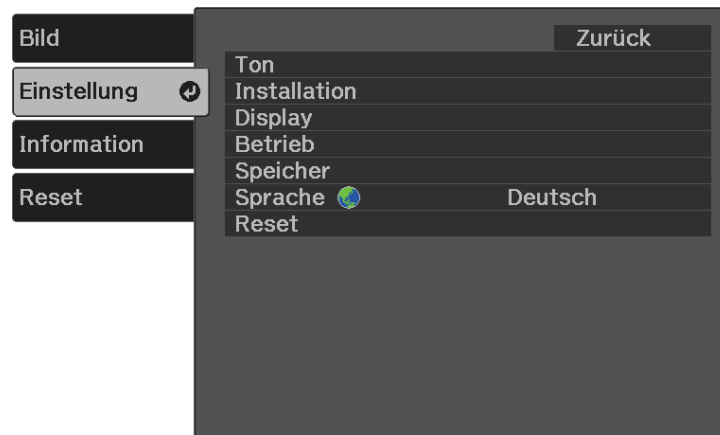 Bild
Einstellung
Information
Reset
Zurück
Ton
Installation
Display
Betrieb
Speicher
Sprache Deutsch
Reset